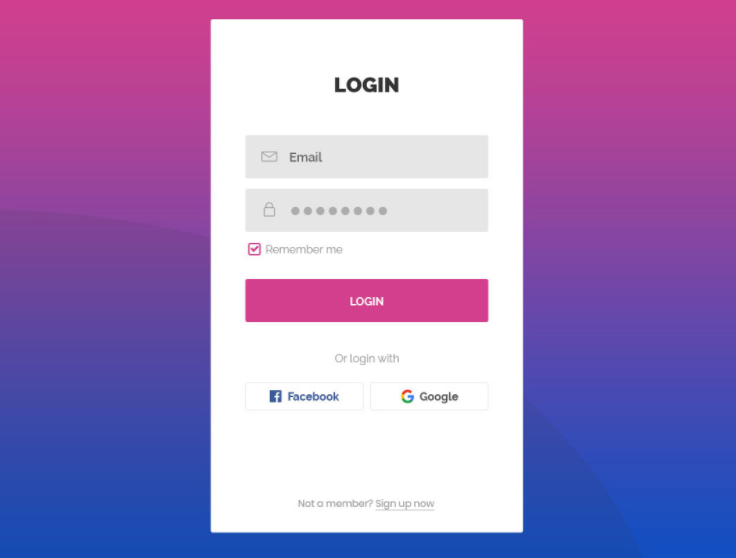 LOGIN
Email
Remember me
LOGIN
Or login with
Facebook
Google
Not a member? Sign up now